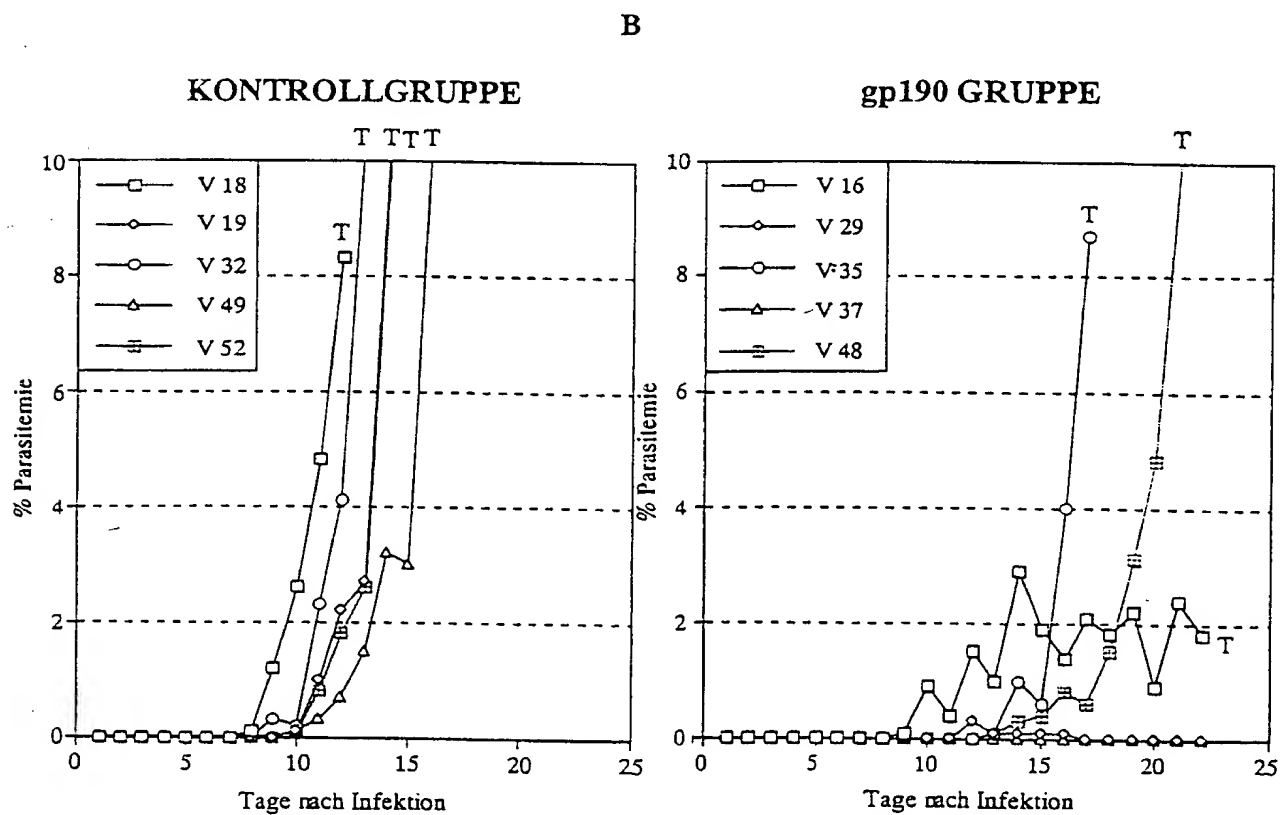 B
KONTROLLGRUPPE
T T T T
10
8
6
4
2
0
V 18
V 19
V 32
V 49
V 52
T
% Parasitemie
0 5 10 15 20 25
Tage nach Infektion
gp190 GRUPPE
T
10
8
6
4
2
0
V 16
V 29
V 35
V 37
V 48
T
T
% Parasitemie
0 5 10 15 20 25
Tage nach Infektion